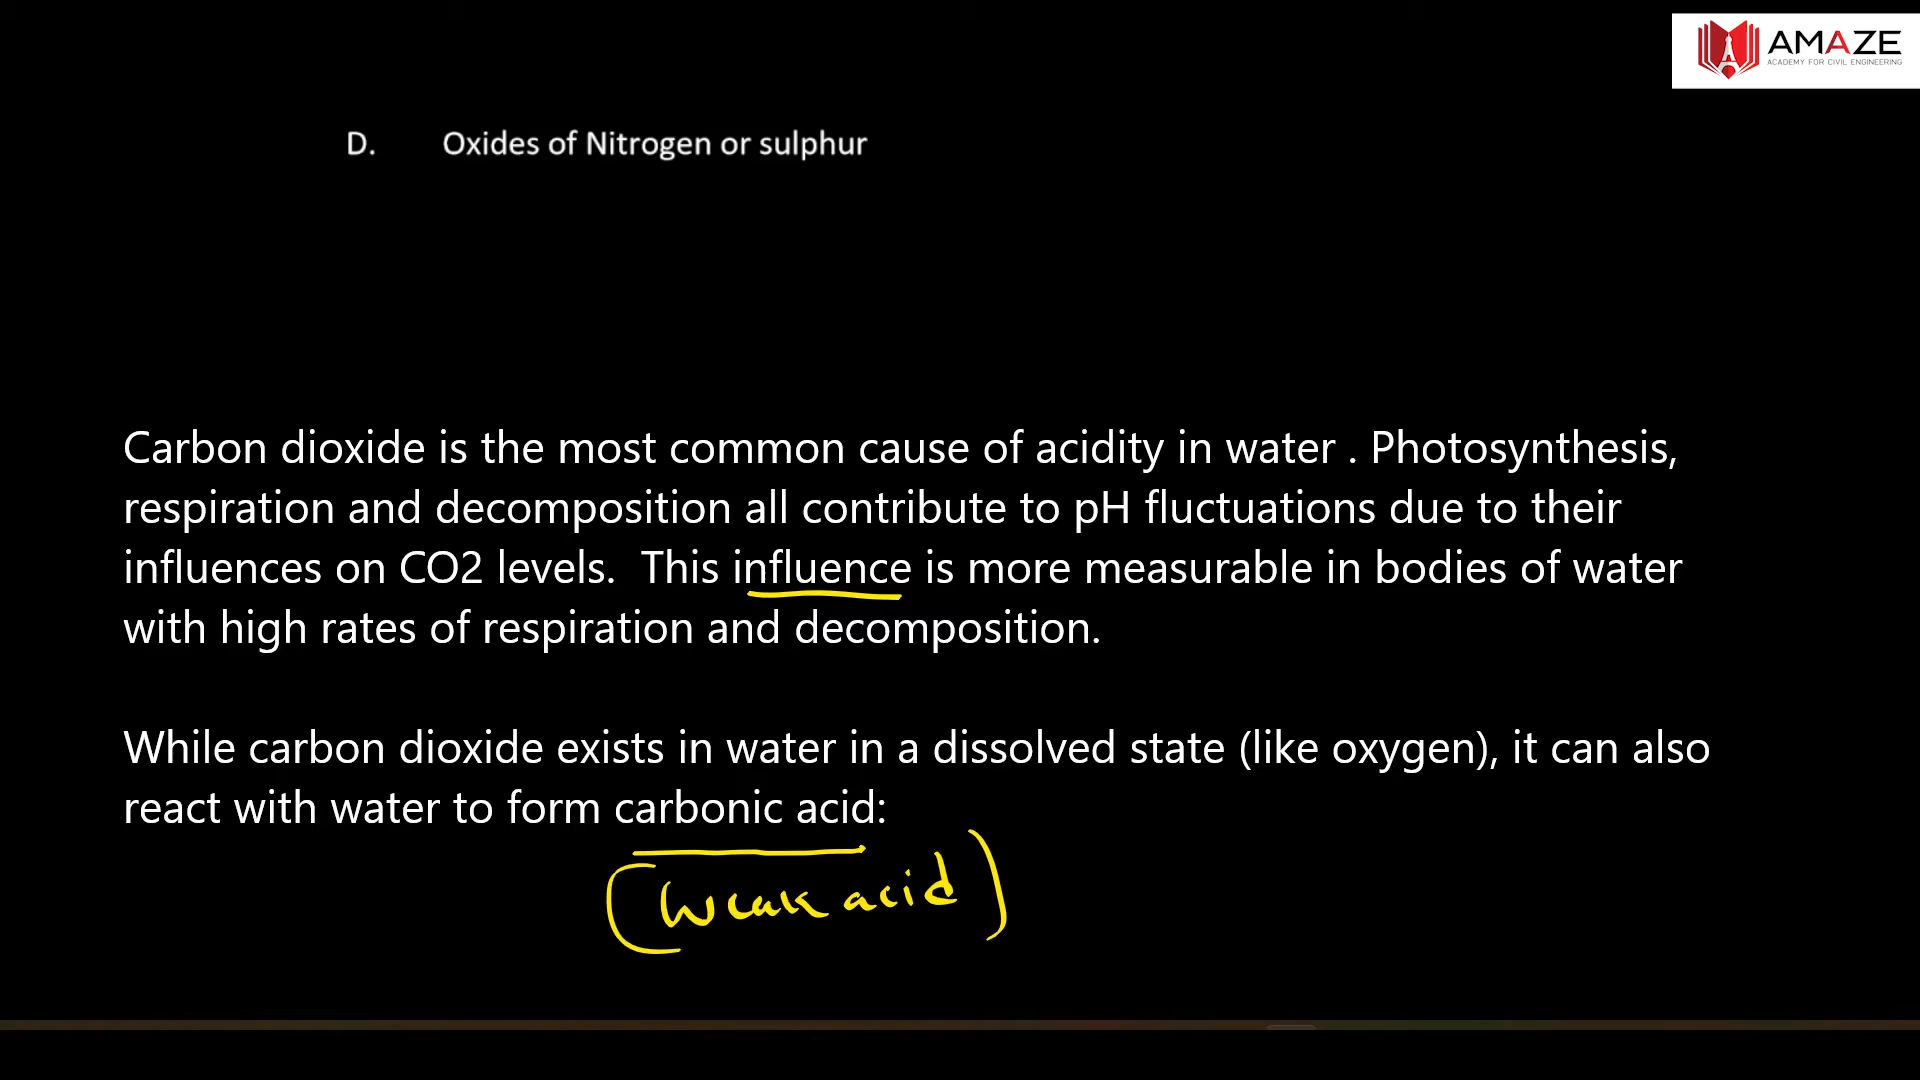 AMAZE
ACADEMY FOR CIVIL ENGINEERING
D. Oxides of Nitrogen or sulphur
Carbon dioxide is the most common cause of acidity in water . Photosynthesis,
respiration and decomposition all contribute to pH fluctuations due to their
influences on CO2 levels.  This influence is more measurable in bodies of water
with high rates of respiration and decomposition.
While carbon dioxide exists in water in a dissolved state (like oxygen), it can also
react with water to form carbonic acid:
(Weak acid)